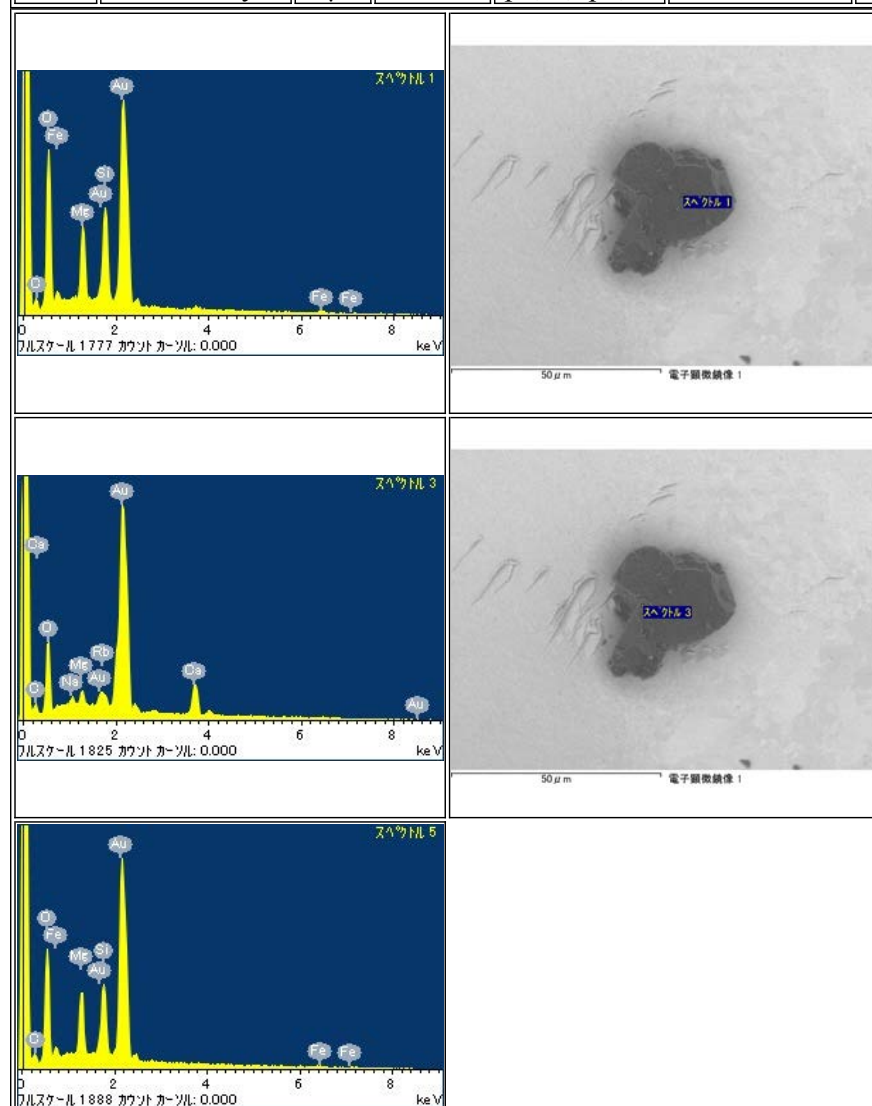 スペクトル 1
Au
O
Fe
Si
Au
Mg
C
Fe Fe
0 2 4 6 8
フルスケール 1777 カウント カーソル: 0.000 keV
スペクトル 1
50μm 電子顕微鏡像 1
スペクトル 3
Au
Ca
O
Rb
Mg
Au
Ca
Na
C
Au
0 2 4 6 8
フルスケール 1825 カウント カーソル: 0.000 keV
スペクトル 3
50μm 電子顕微鏡像 1
スペクトル 5
Au
O
Fe
Mg Si
Au
C
Fe Fe
0 2 4 6 8
フルスケール 1888 カウント カーソル: 0.000 keV